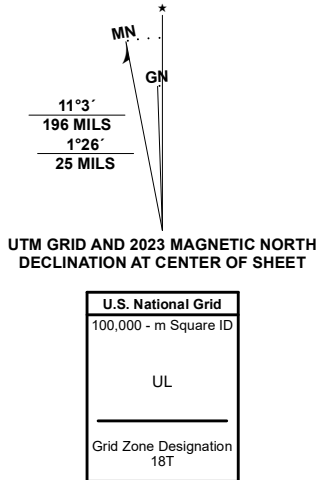 ★
MN
GN
11°3´
196 MILS
1°26´
25 MILS
UTM GRID AND 2023 MAGNETIC NORTH
DECLINATION AT CENTER OF SHEET
U.S. National Grid
100,000 - m Square ID
UL
Grid Zone Designation
18T